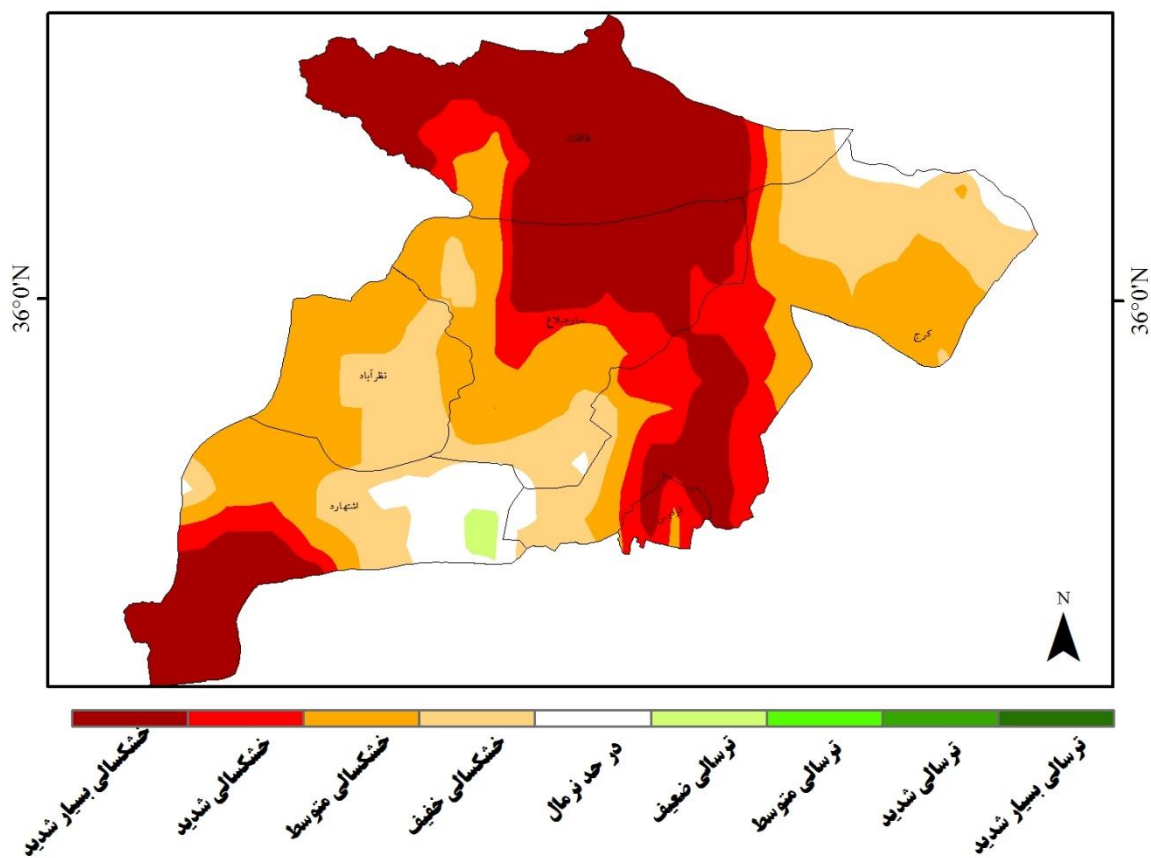 طالقان
36°0'N
36°0'N
ساوجبلاغ
کرج
نظرآباد
اشتهارد
فردیس
N
خشکسالی بسیار شدید
خشکسالی شدید
خشکسالی متوسط
خشکسالی خفیف
در حد نرمال
ترسالی ضعیف
ترسالی متوسط
ترسالی شدید
ترسالی بسیار شدید